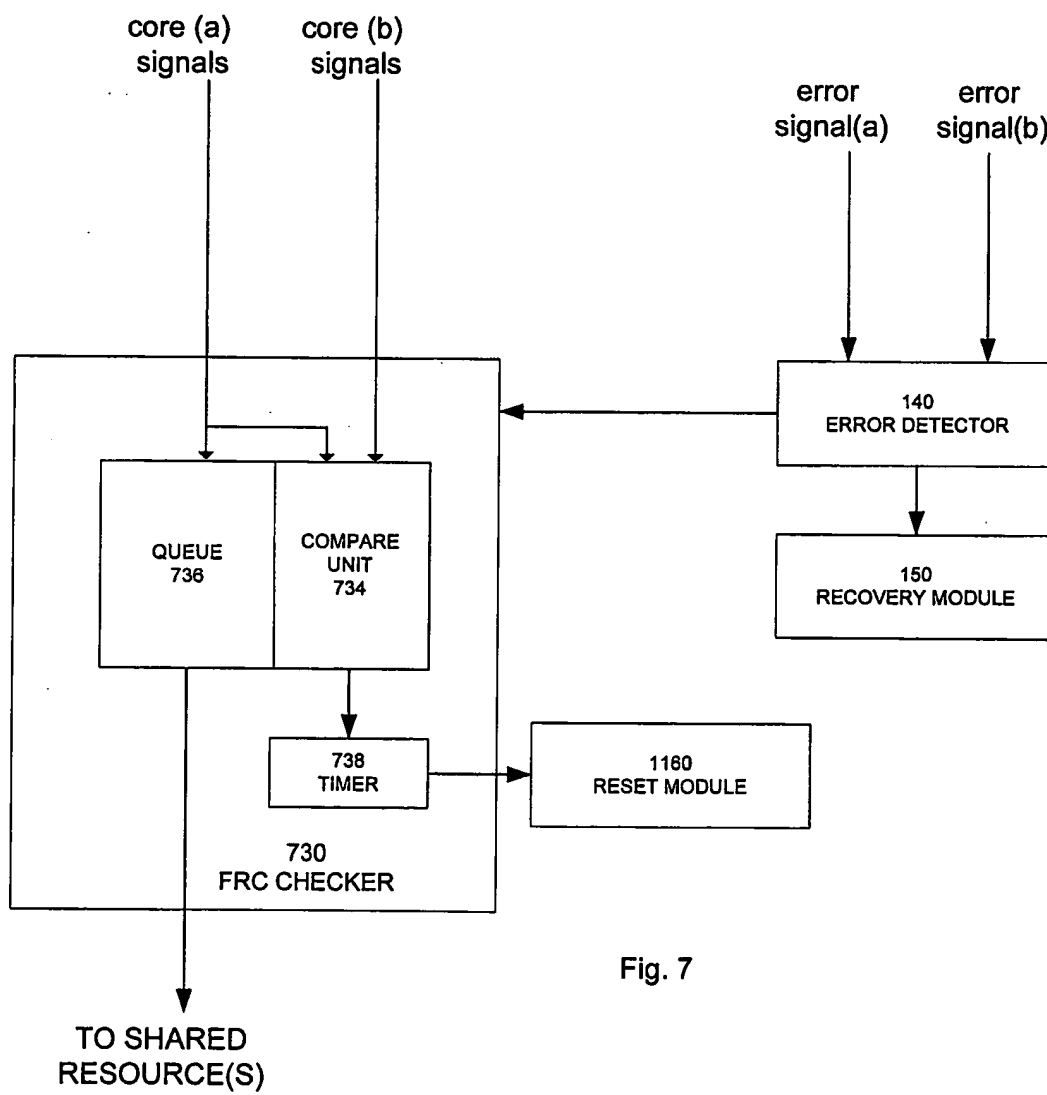 core (a)
signals
core (b)
signals
error
signal(a)
error
signal(b)
140
ERROR DETECTOR
QUEUE
736
COMPARE
UNIT
734
150
RECOVERY MODULE
738
TIMER
1160
RESET MODULE
730
FRC CHECKER
Fig. 7
TO SHARED
RESOURCE(S)